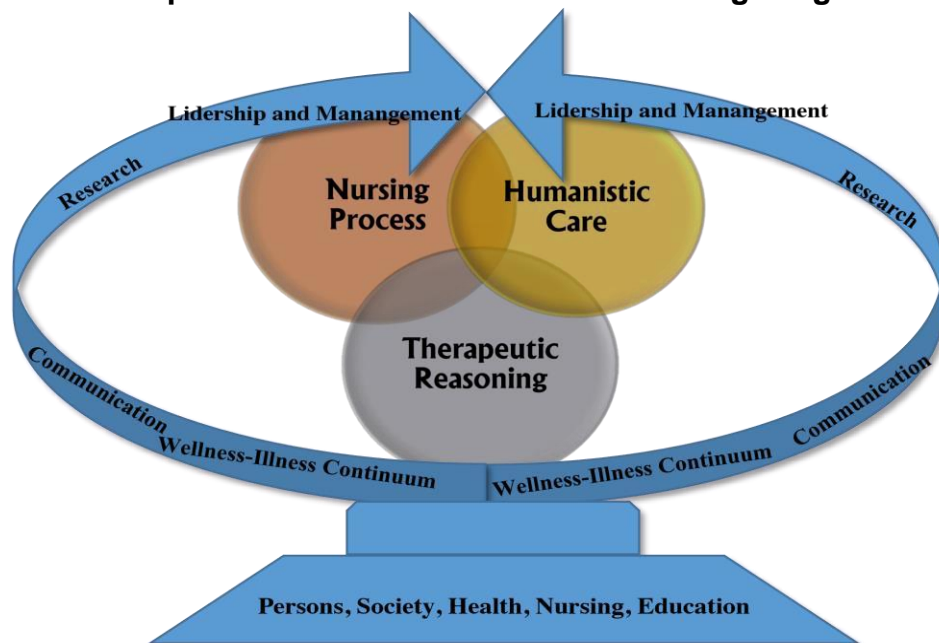 Lidership and Manangement
Lidership and Manangement
Research
Research
Nursing
Process
Humanistic
Care
Therapeutic
Reasoning
Communication
Communication
Wellness-Illness Continuum
Wellness-Illness Continuum
Persons, Society, Health, Nursing, Education